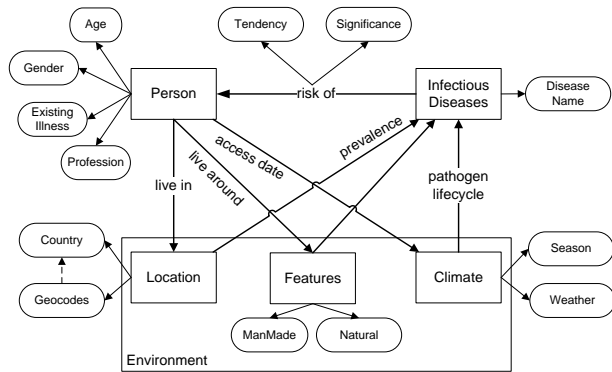 Age
Tendency
Significance
Gender
Person
risk of
Infectious
Diseases
Disease
Name
Existing
Illness
Profession
access date
prevalence
live around
live in
pathogen
lifecycle
Country
Location
Features
Climate
Season
Geocodes
Weather
ManMade
Natural
Environment